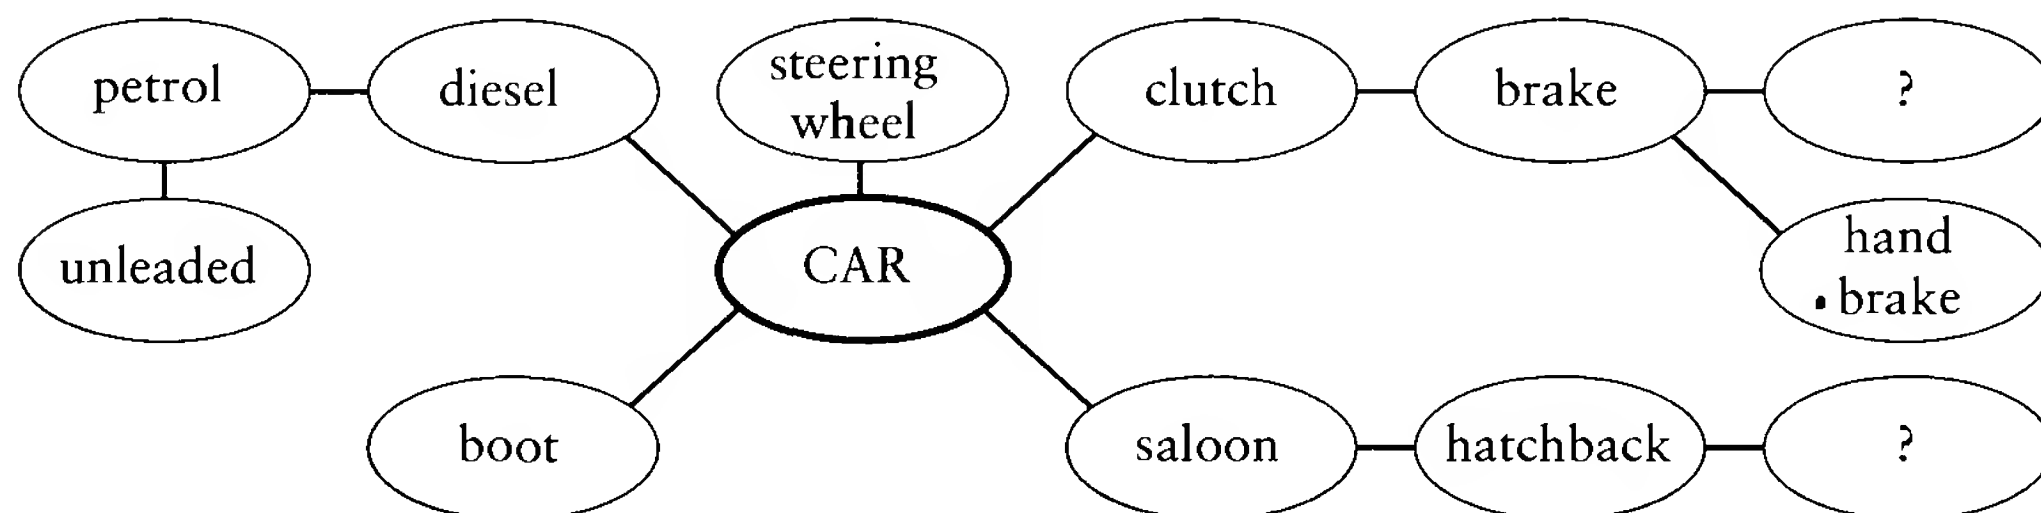 petrol
diesel
steering
wheel
clutch
brake
?
unleaded
CAR
hand
brake
boot
saloon
hatchback
?